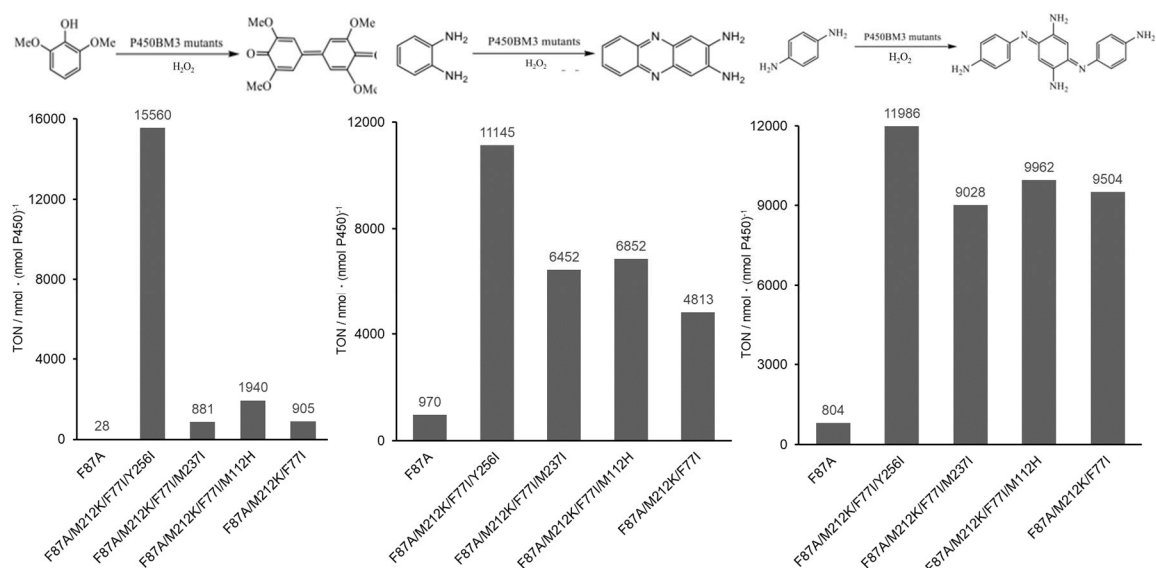 OH
MeO
OMe
P450BM3 mutants
H₂O₂
MeO
OMe
O
MeO
OMe
NH₂
NH₂
P450BM3 mutants
H₂O₂
N
N
NH₂
NH₂
NH₂
H₂N
P450BM3 mutants
H₂O₂
NH₂
N
NH₂
H₂N
N
NH₂
TON / nmol · (nmol P450)⁻¹
16000
12000
8000
4000
0
28
15560
881
1940
905
F87A
F87A/M212K/F77I/Y256I
F87A/M212K/F77I/M237I
F87A/M212K/F77I/M112H
F87A/M212K/F77I
TON / nmol · (nmol P450)⁻¹
12000
8000
4000
0
970
11145
6452
6852
4813
F87A
F87A/M212K/F77I/Y256I
F87A/M212K/F77I/M237I
F87A/M212K/F77I/M112H
F87A/M212K/F77I
TON / nmol · (nmol P450)⁻¹
12000
9000
6000
3000
0
804
11986
9028
9962
9504
F87A
F87A/M212K/F77I/Y256I
F87A/M212K/F77I/M237I
F87A/M212K/F77I/M112H
F87A/M212K/F77I